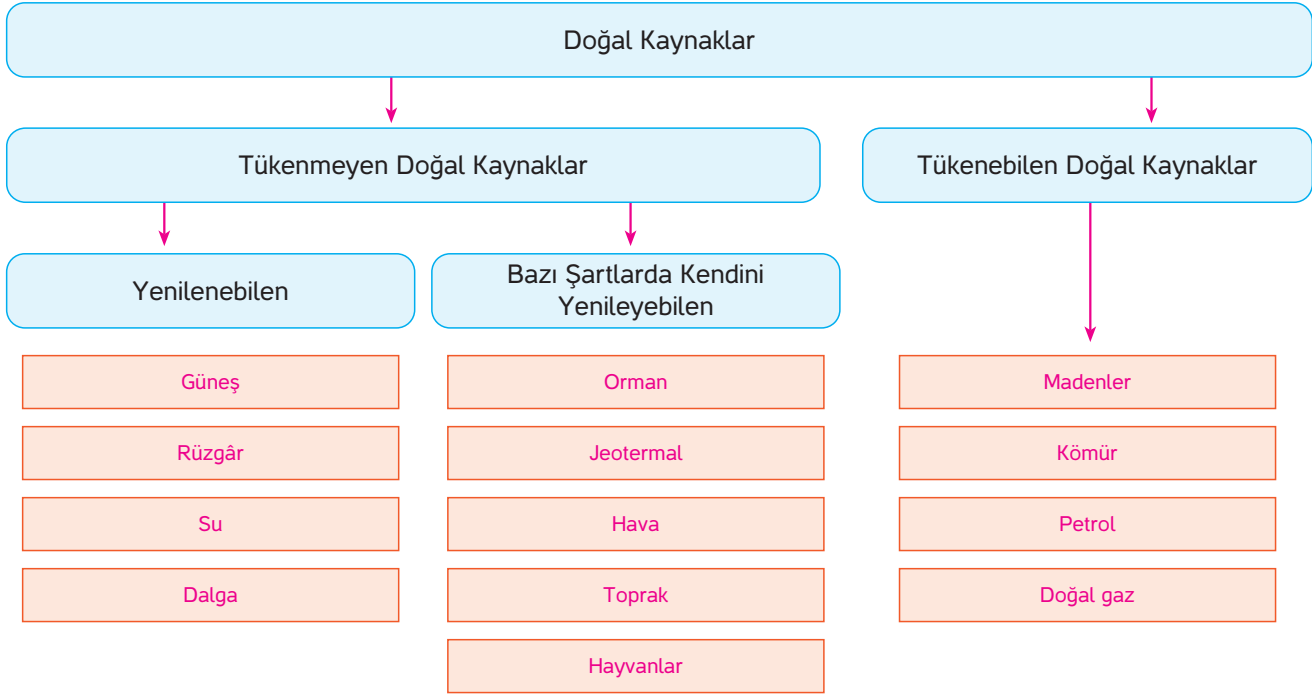 Doğal Kaynaklar
Tükenmeyen Doğal Kaynaklar
Tükenebilen Doğal Kaynaklar
Yenilenebilen
Bazı Şartlarda Kendini
Yenileyebilen
Güneş
Rüzgâr
Su
Dalga
Orman
Jeotermal
Hava
Toprak
Hayvanlar
Madenler
Kömür
Petrol
Doğal gaz